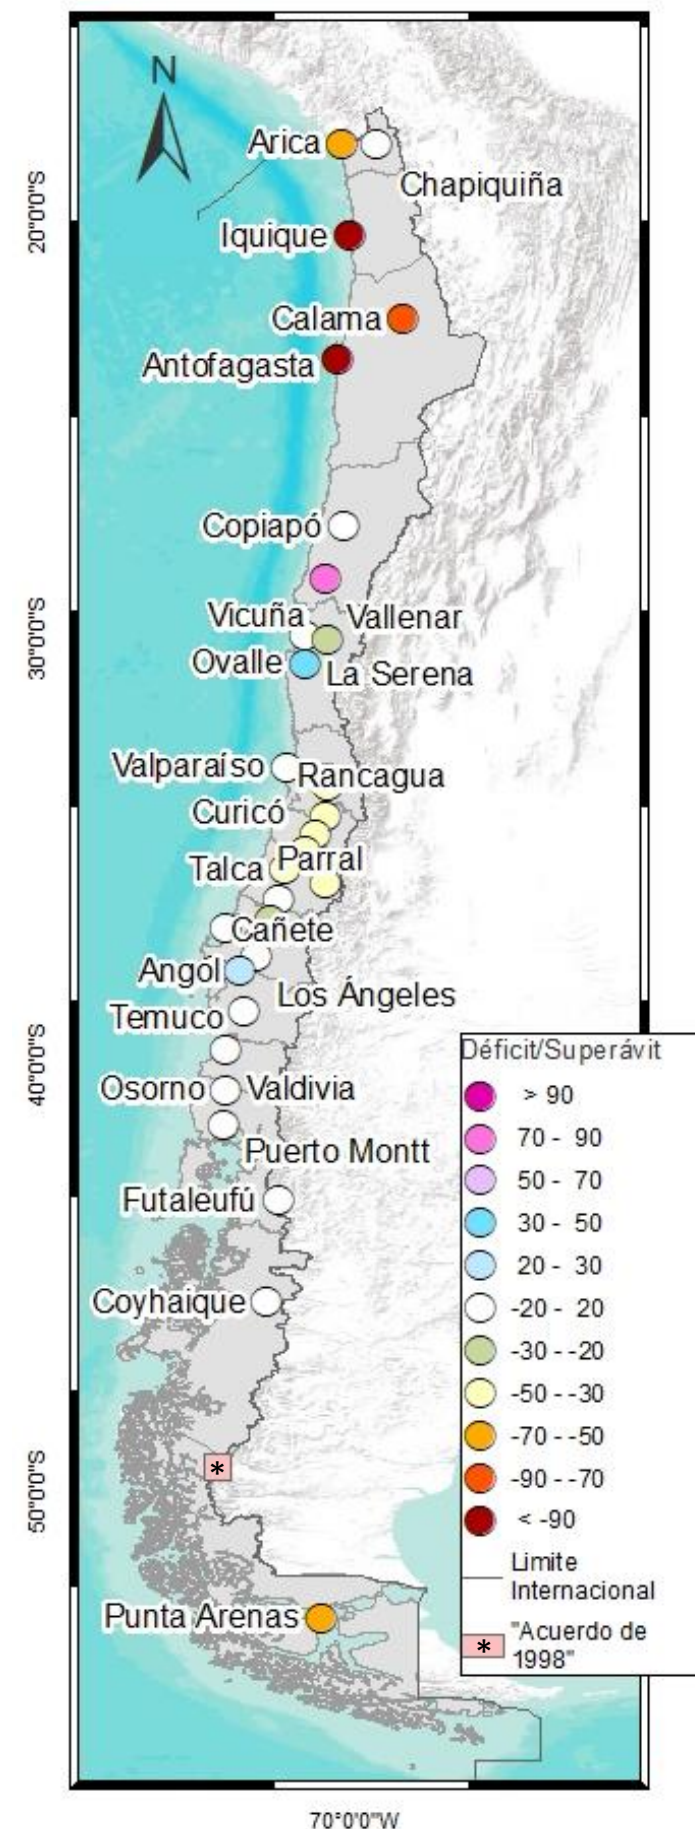 N
Arica
Chapiquiña
20°0'0"S
Iquique
Calama
Antofagasta
Copiapó
Vicuña
Vallenar
30°0'0"S
Ovalle
La Serena
Valparaíso
Rancagua
Curicó
Talca
Parral
Cañete
Angol
Los Ángeles
Temuco
40°0'0"S
Osorno
Valdivia
Puerto Montt
Futaleufú
Coyhaique
*
50°0'0"S
Punta Arenas
Déficit/Superávit
> 90
70 - 90
50 - 70
30 - 50
20 - 30
-20 - 20
-30 - -20
-50 - -30
-70 - -50
-90 - -70
< -90
Limite
Internacional
*
"Acuerdo de
1998"
70°0'0"W